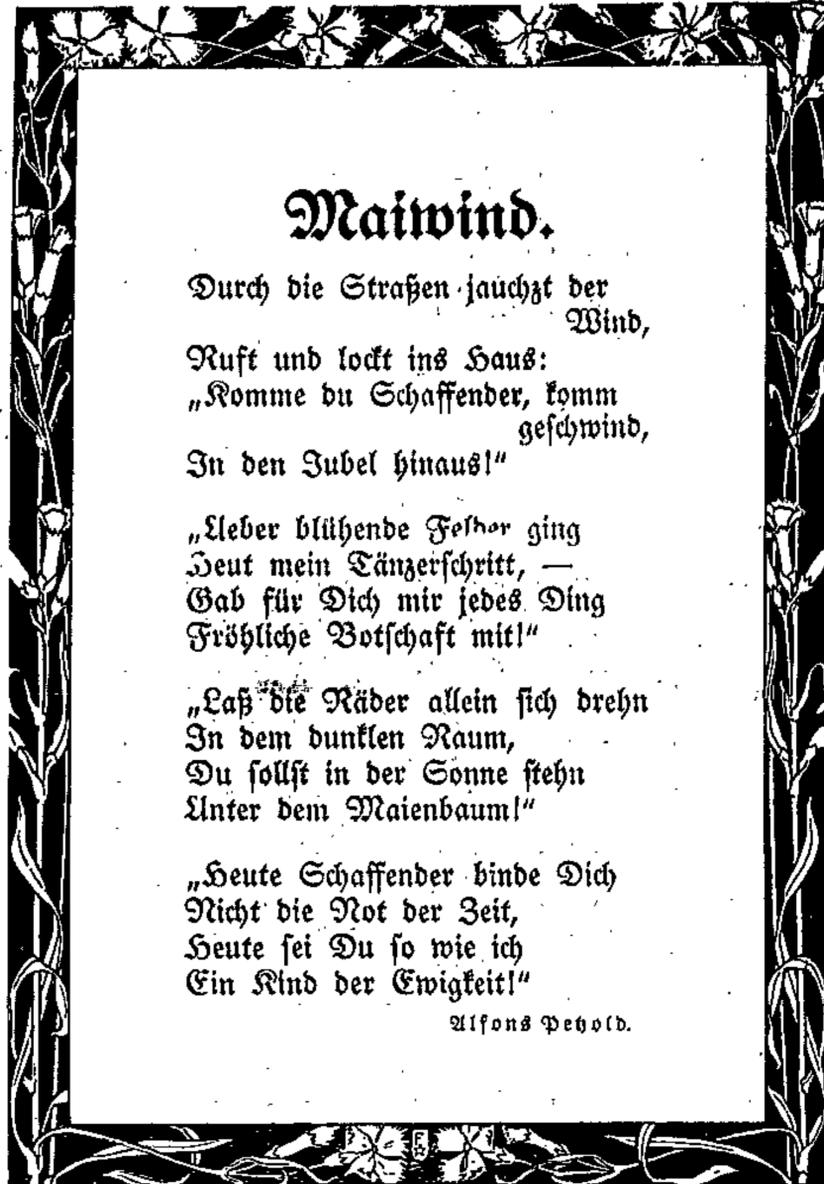 Maiwind.
Durch die Straßen jauchzt der
Wind,
Ruft und lockt ins Haus:
„Komme du Schaffender, komm
geschwind,
In den Jubel hinaus!“
„Ueber blühende Felder ging
Heut mein Tänzerschritt, —
Gab für Dich mir jedes Ding
Fröhliche Botschaft mit!“
„Laß die Räder allein sich drehn
In dem dunklen Raum,
Du sollst in der Sonne stehn
Unter dem Maienbaum!“
„Heute Schaffender binde Dich
Nicht die Not der Zeit,
Heute sei Du so wie ich
Ein Kind der Ewigkeit!“
Alfons Petzold.